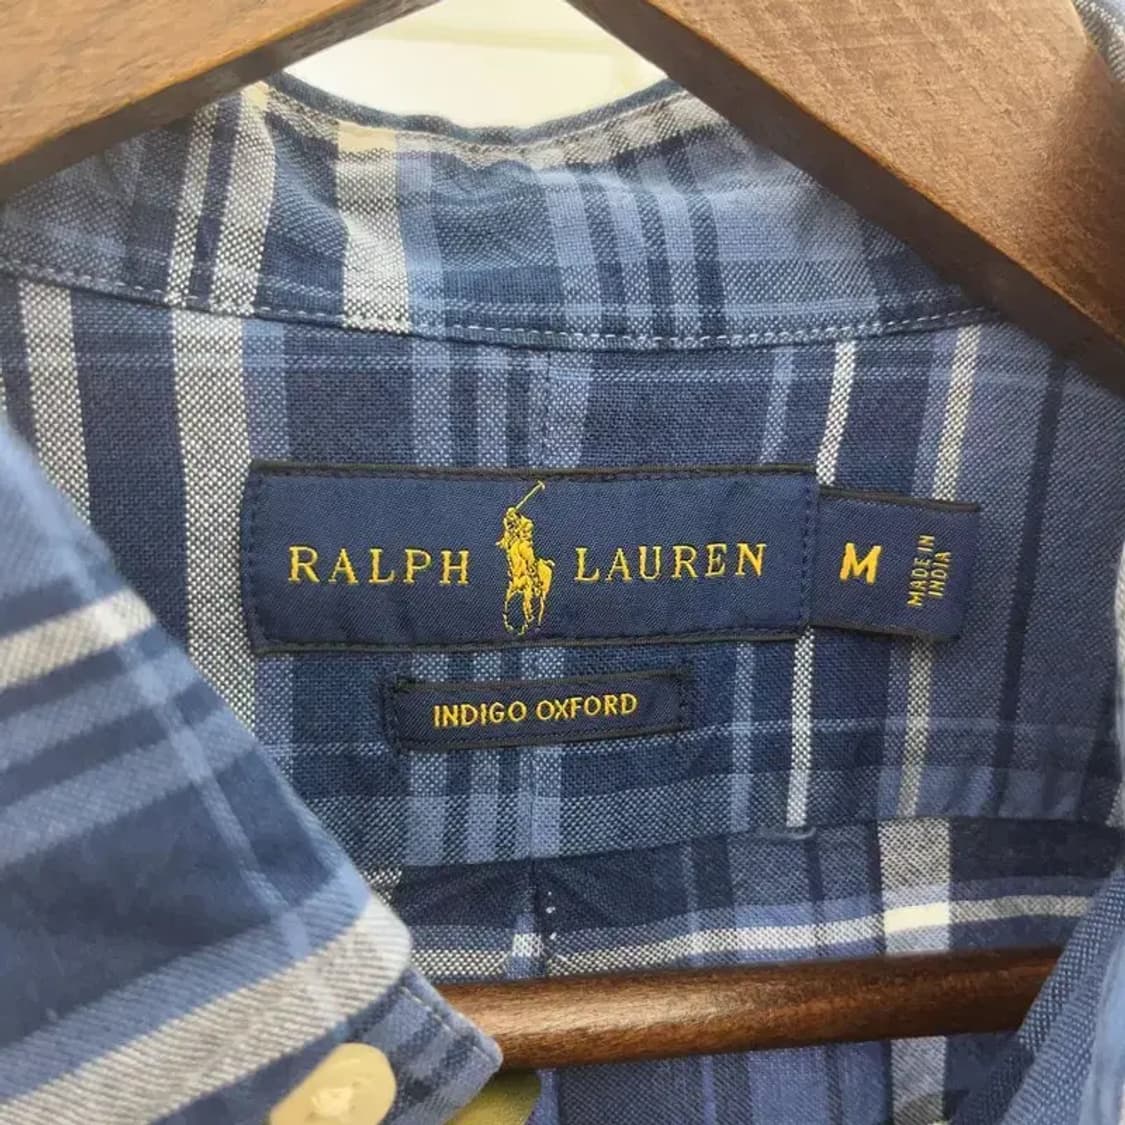 RALPH LAUREN
M
MADE IN
INDIA
INDIGO OXFORD